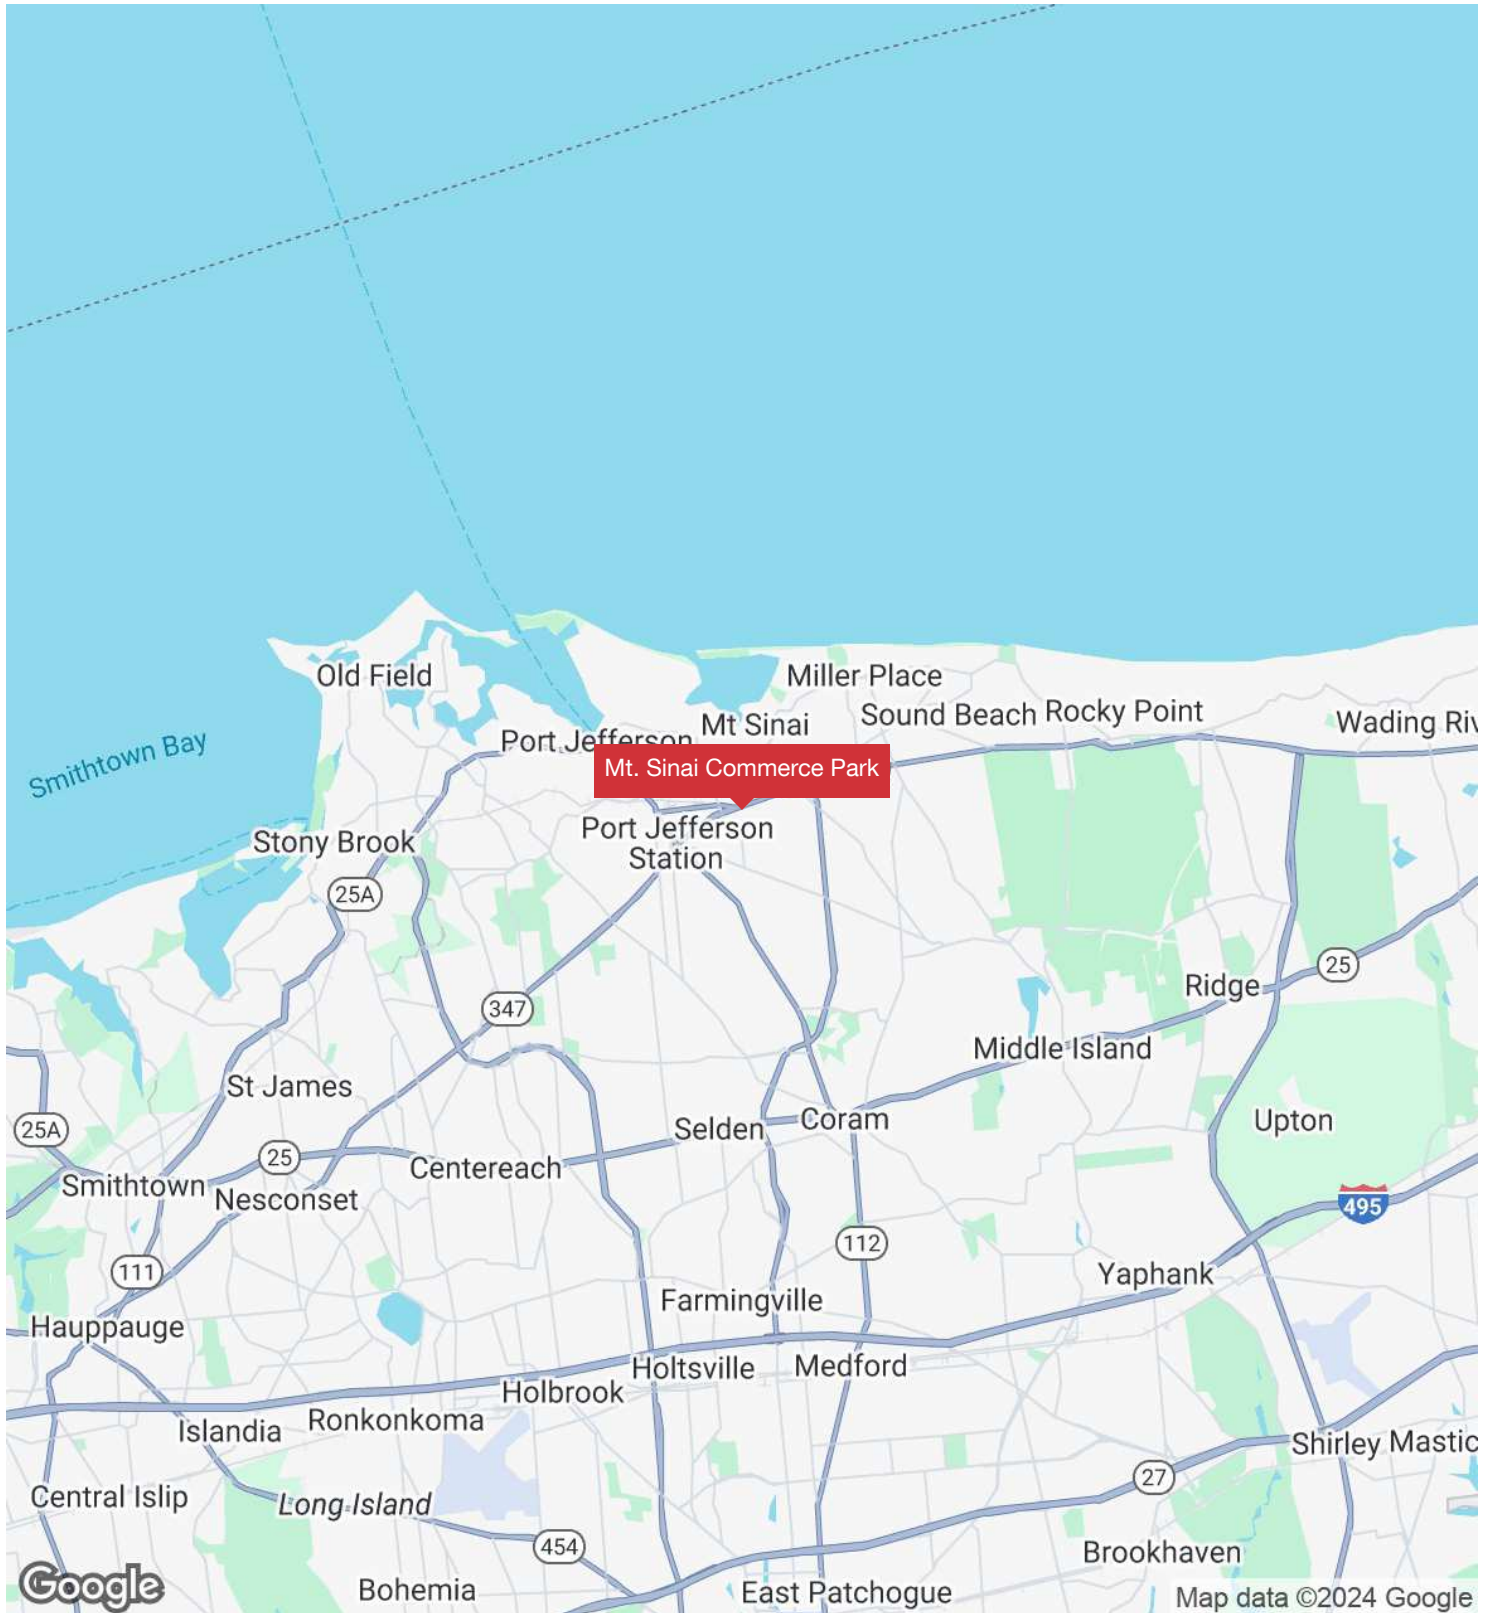 Old Field
Miller Place
Sound Beach
Rocky Point
Mt Sinai
Wading Riv
Port Jefferson
Smithtown Bay
Mt. Sinai Commerce Park
Port Jefferson
Station
Stony Brook
25A
25
Ridge
347
Middle Island
St James
Selden
Coram
Upton
25A
25
Centereach
Smithtown
Nesconset
495
112
111
Yaphank
Farmingville
Hauppauge
Holtsville
Medford
Holbrook
Ronkonkoma
Islandia
Shirley
Mastic
27
Central Islip
Long Island
454
Brookhaven
Google
Bohemia
East Patchogue
Map data ©2024 Google